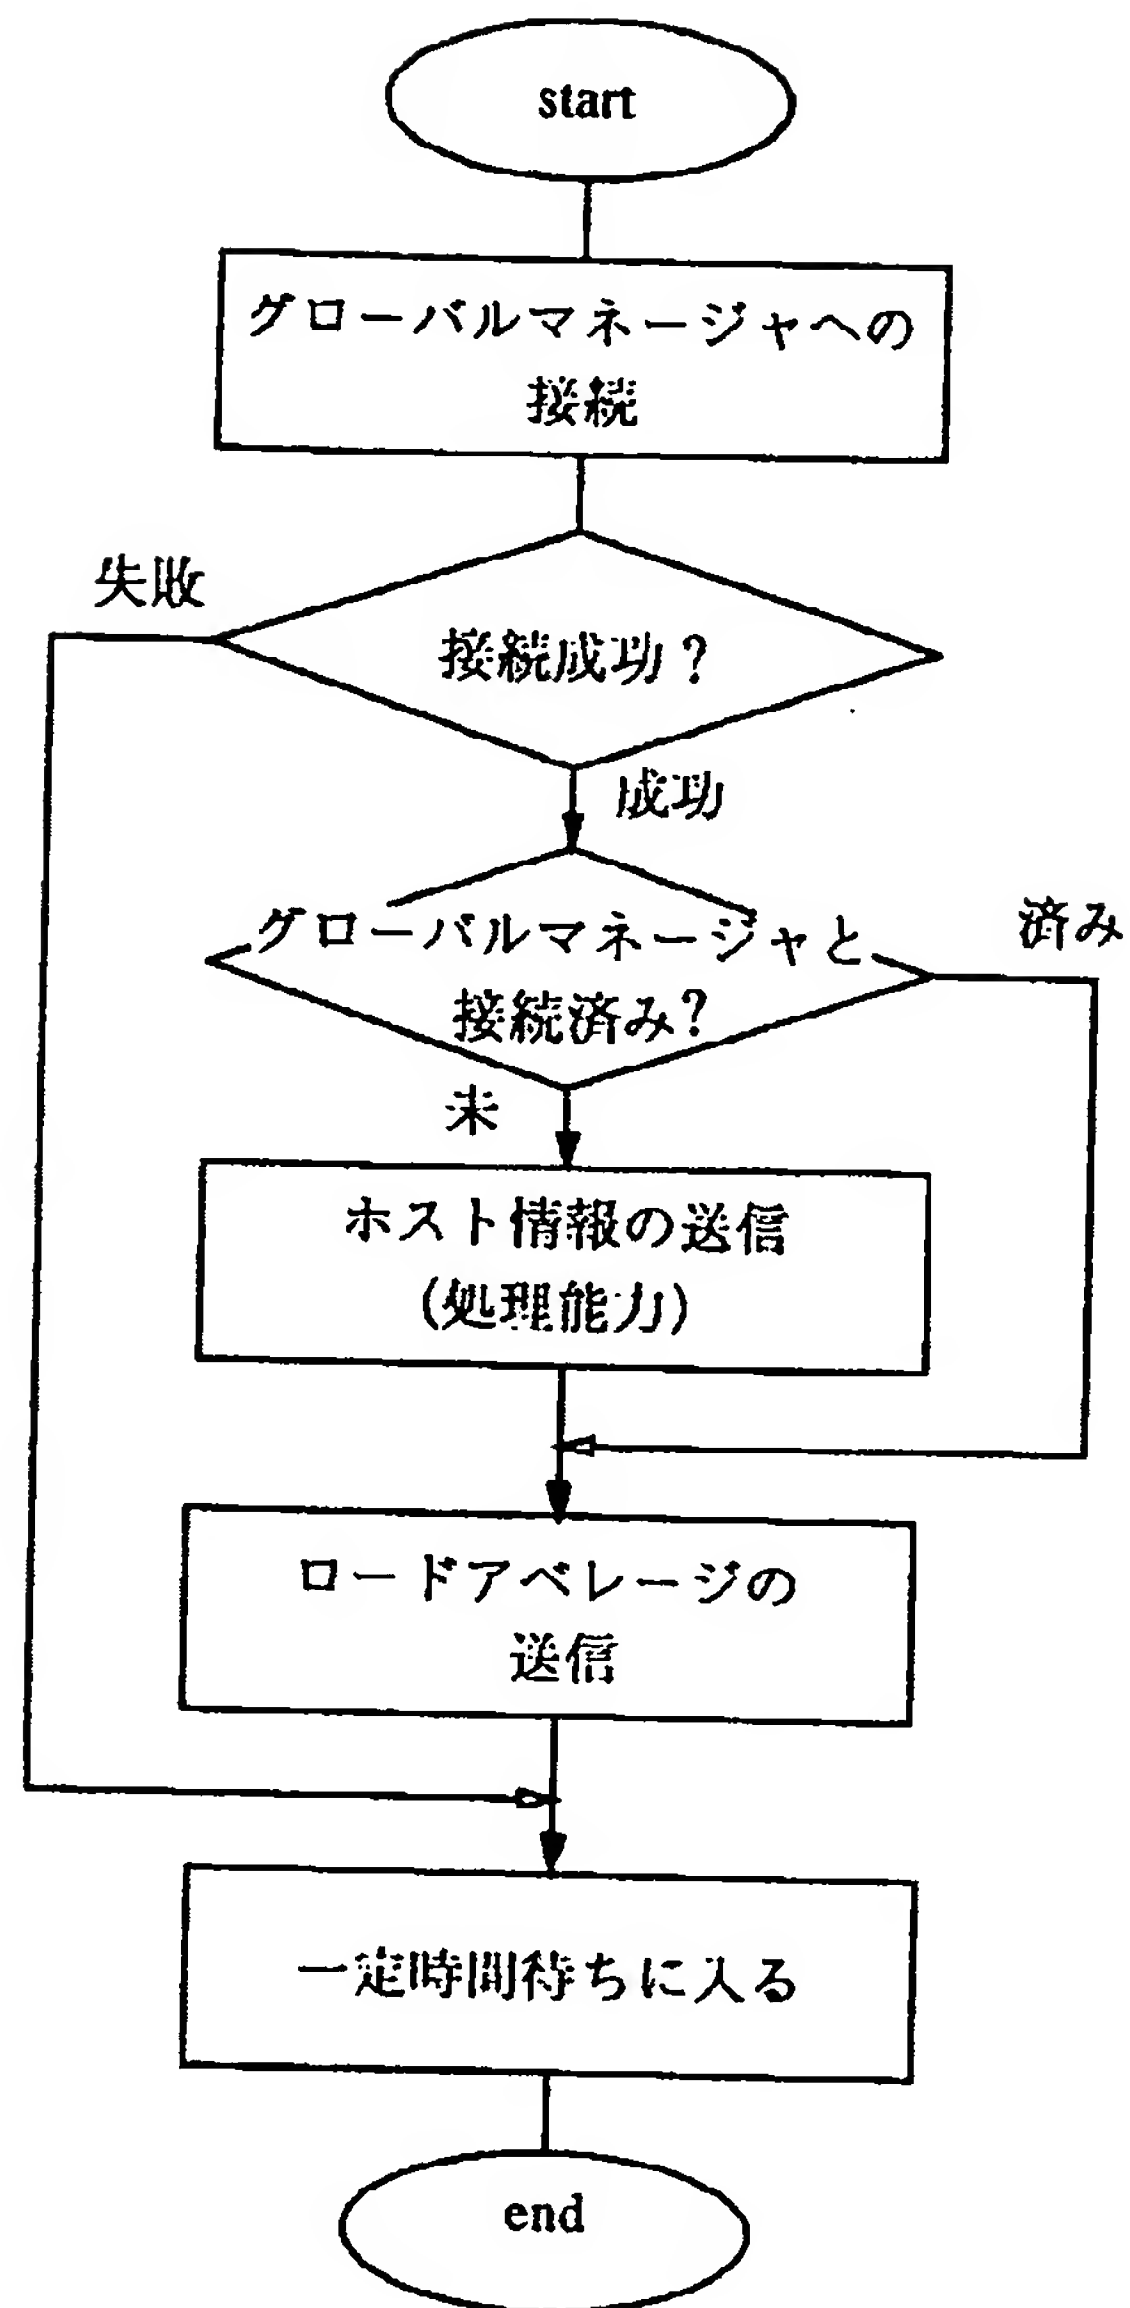 start
グローバルマネージャへの
接続
失敗
接続成功？
成功
グローバルマネージャと
接続済み？
済み
未
ホスト情報の送信
(処理能力)
ロードアベレージの
送信
一定時間待ちに入る
end